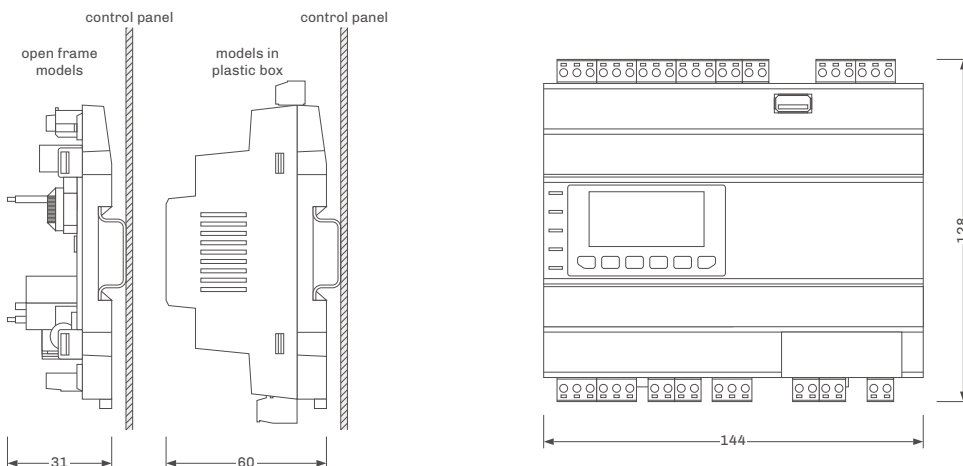 control panel
control panel
open frame
models
models in
plastic box
128
144
31
60